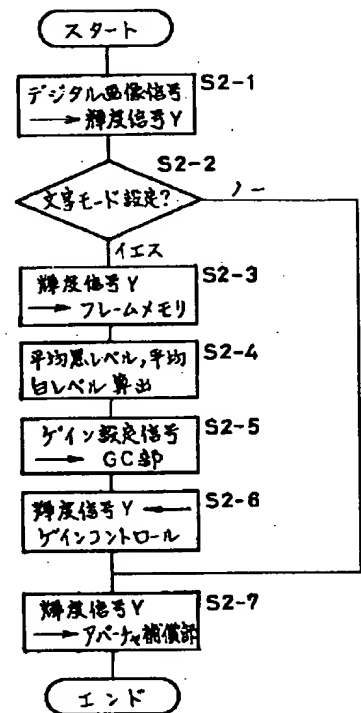 スタート
S2-1
デジタル画像信号
→ 輝度信号Y
S2-2
文字モード設定?
ノー
イエス
S2-3
輝度信号Y
→ フレームメモリ
S2-4
平均黒レベル,平均
白レベル算出
S2-5
ゲイン設定信号
→ GC部
S2-6
輝度信号Y ←
ゲインコントロール
S2-7
輝度信号Y
→ アパーチャ補償部
エンド